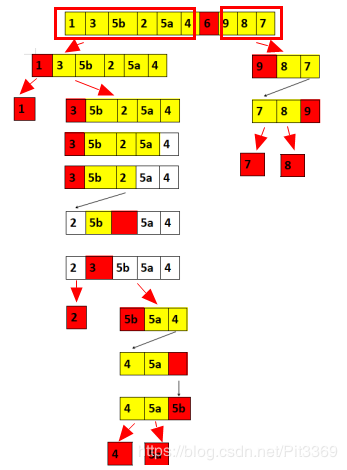 1 3 5b 2 5a 4 6 9 8 7
1 3 5b 2 5a 4 9 8 7
1 3 5b 2 5a 4 7 8 9
3 5b 2 5a 4
3 5b 2 5a 4 7 8
2 5b 5a 4
2 3 5b 5a 4
2 5b 5a 4
4 5a
4 5a 5b
https://blog.csdn.net/Pit3369
4